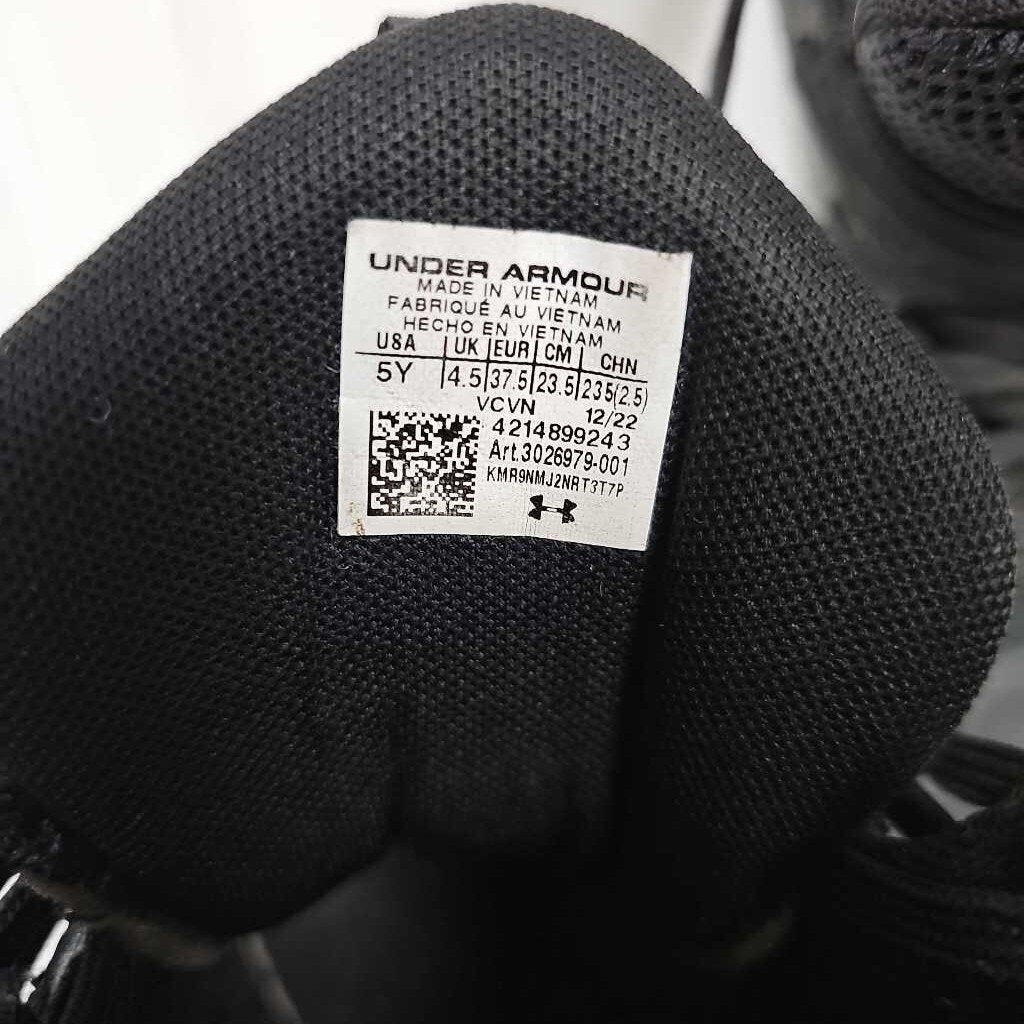 UNDER ARMOUR
MADE IN VIETNAM
FABRIQUÉ AU VIETNAM
HECHO EN VIETNAM
USA UK EUR CM CHN
5Y 4.5 37.5 23.5 235(2.5)
VCVN 12/22
4214899243
Art.3026979-001
KMR9NMJ2NRT3T7P